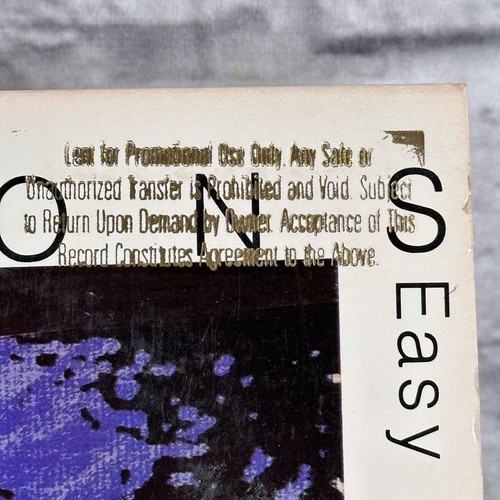 Lent for Promotional Use Only. Any Sale or
Unauthorized Transfer is Prohibited and Void. Subject
to Return Upon Demand by Owner. Acceptance of This
Record Constitutes Agreement to the Above.
O N S
Easy